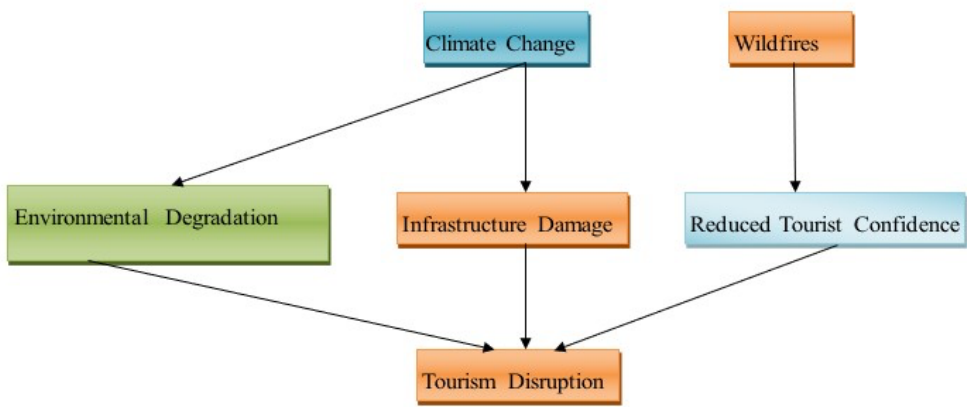 Climate Change
Wildfires
Environmental Degradation
Infrastructure Damage
Reduced Tourist Confidence
Tourism Disruption